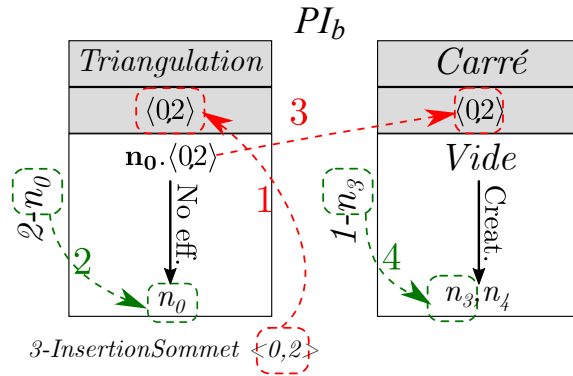 PI_b
Triangulation
⟨0,2⟩
n_0.⟨0,2⟩
2-n_0
No eff.
n_0
1
2
3
Carré
⟨0,2⟩
Vide
1-n_ε
Creat.
4
n_3;n_4
3-InsertionSommet <0,2>